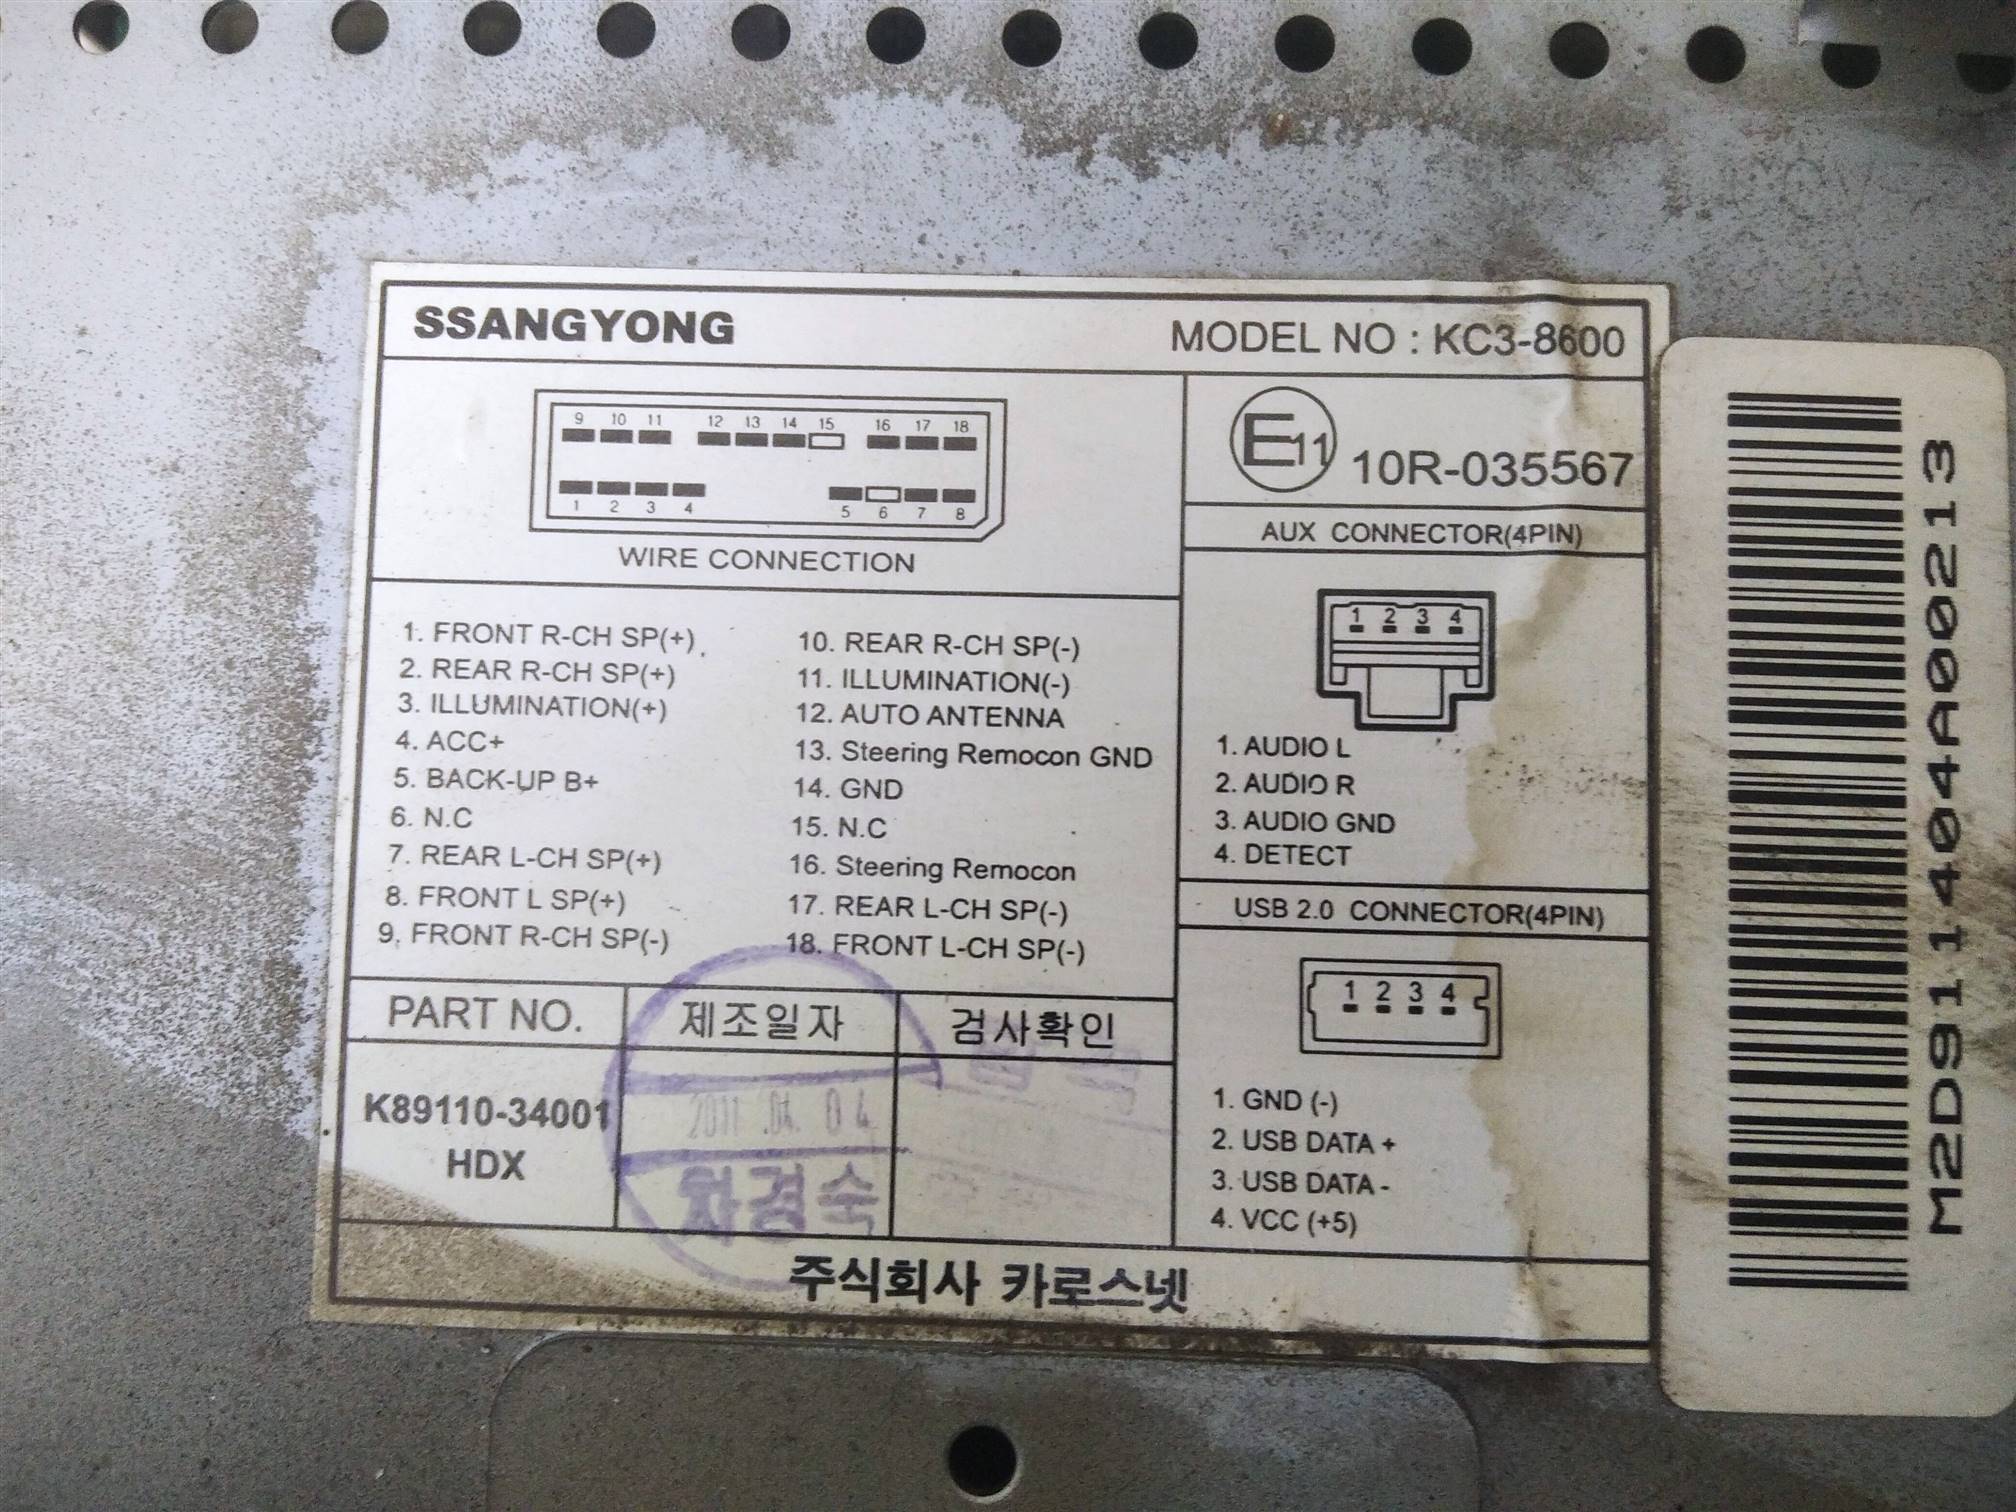 SSANGYONG
MODEL NO : KC3-8600
9 10 11 12 13 14 15 16 17 18
1 2 3 4 5 6 7 8
WIRE CONNECTION
1. FRONT R-CH SP(+)
2. REAR R-CH SP(+)
3. ILLUMINATION(+)
4. ACC+
5. BACK-UP B+
6. N.C
7. REAR L-CH SP(+)
8. FRONT L SP(+)
9. FRONT R-CH SP(-)
10. REAR R-CH SP(-)
11. ILLUMINATION(-)
12. AUTO ANTENNA
13. Steering Remocon GND
14. GND
15. N.C
16. Steering Remocon
17. REAR L-CH SP(-)
18. FRONT L-CH SP(-)
E11 10R-035567
AUX CONNECTOR(4PIN)
1 2 3 4
1. AUDIO L
2. AUDIO R
3. AUDIO GND
4. DETECT
USB 2.0 CONNECTOR(4PIN)
1 2 3 4
1. GND (-)
2. USB DATA +
3. USB DATA -
4. VCC (+5)
PART NO. 제조일자 검사확인
K89110-34001
HDX
2011 .04. 04
차경숙
주식회사 카로스넷
M2D911404A00213